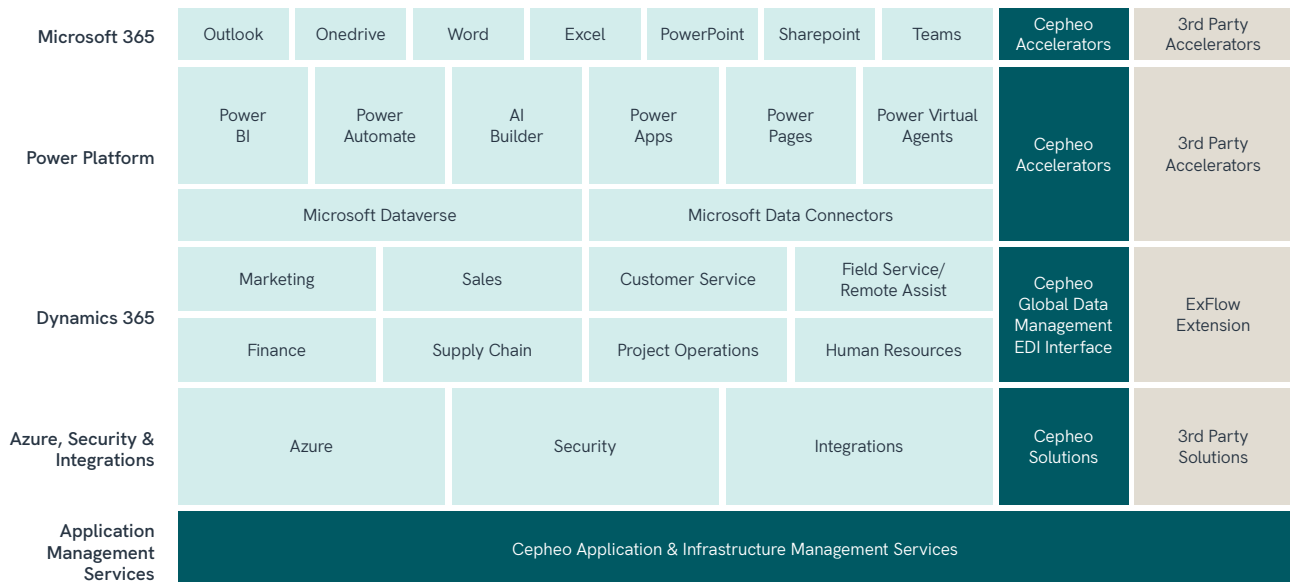 Microsoft 365
Outlook
Onedrive
Word
Excel
PowerPoint
Sharepoint
Teams
Cepheo
Accelerators
3rd Party
Accelerators
Power Platform
Power
BI
Power
Automate
AI
Builder
Power
Apps
Power
Pages
Power Virtual
Agents
Cepheo
Accelerators
3rd Party
Accelerators
Microsoft Dataverse
Microsoft Data Connectors
Dynamics 365
Marketing
Sales
Customer Service
Field Service/
Remote Assist
Finance
Supply Chain
Project Operations
Human Resources
Cepheo
Global Data
Management
EDI Interface
ExFlow
Extension
Azure, Security &
Integrations
Azure
Security
Integrations
Cepheo
Solutions
3rd Party
Solutions
Application
Management
Services
Cepheo Application & Infrastructure Management Services